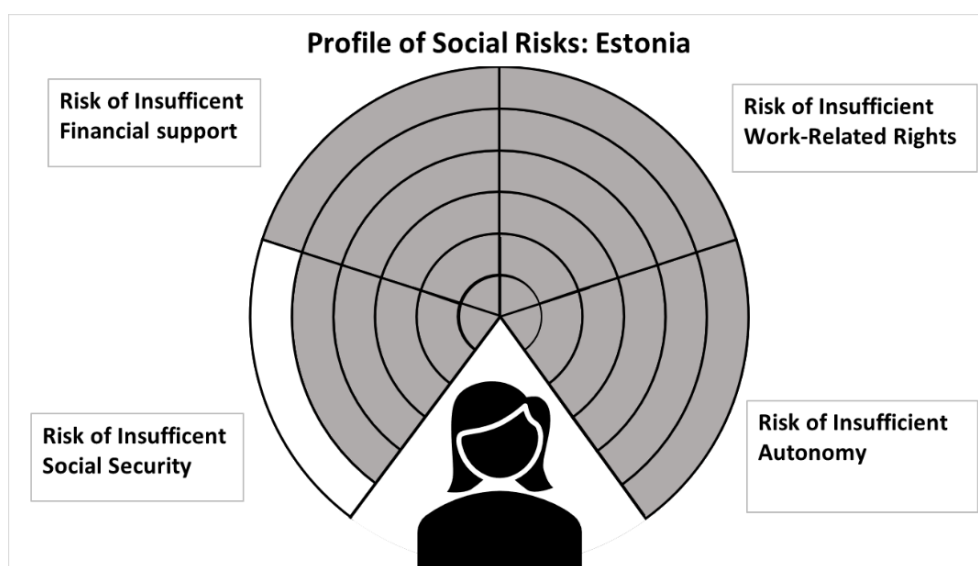 Profile of Social Risks: Estonia
Risk of Insufficent
Financial support
Risk of Insufficient
Work-Related Rights
Risk of Insufficent
Social Security
Risk of Insufficient
Autonomy